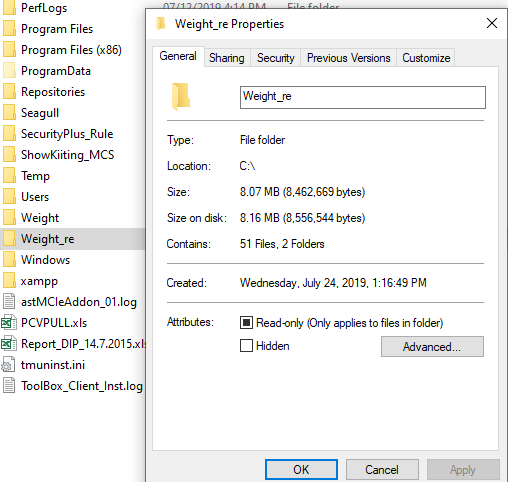 PerfLogs
07/12/2019 4:14 PM File folder
Program Files
Program Files (x86)
ProgramData
Repositories
Seagull
SecurityPlus_Rule
ShowKiiting_MCS
Temp
Users
Weight
Weight_re
Windows
xampp
astMCIeAddon_01.log
PCVPULL.xls
Report_DIP_14.7.2015.xls
tmuninst.ini
ToolBox_Client_Inst.log
Weight_re Properties
General Sharing Security Previous Versions Customize
Weight_re
Type: File folder
Location: C:\
Size: 8.07 MB (8,462,669 bytes)
Size on disk: 8.16 MB (8,556,544 bytes)
Contains: 51 Files, 2 Folders
Created: Wednesday, July 24, 2019, 1:16:49 PM
Attributes: Read-only (Only applies to files in folder)
Hidden Advanced...
OK Cancel Apply